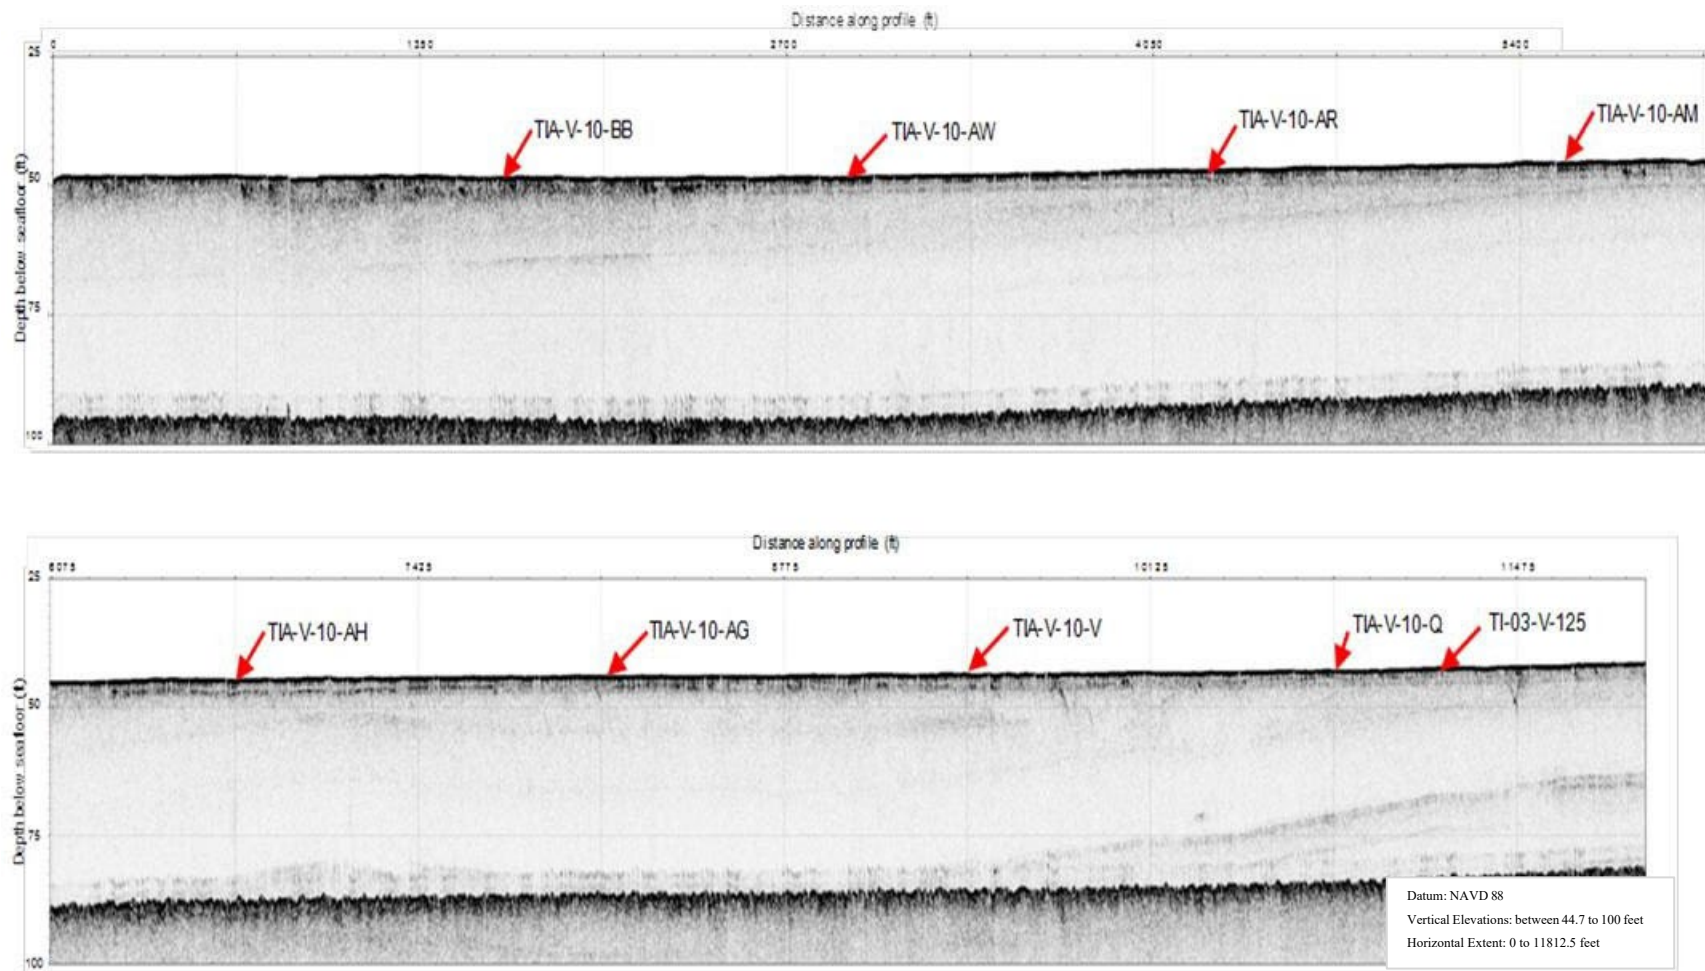 Distance along profile (ft)
0 1350 2700 4050 5400
25
TIA-V-10-BB TIA-V-10-AW TIA-V-10-AR TIA-V-10-AM
50
Depth below seafloor (ft)
75
100
Distance along profile (ft)
6075 7425 8775 10125 11475
25
TIA-V-10-AH TIA-V-10-AG TIA-V-10-V TIA-V-10-Q TI-03-V-125
50
Depth below seafloor (ft)
75
100
Datum: NAVD 88
Vertical Elevations: between 44.7 to 100 feet
Horizontal Extent: 0 to 11812.5 feet